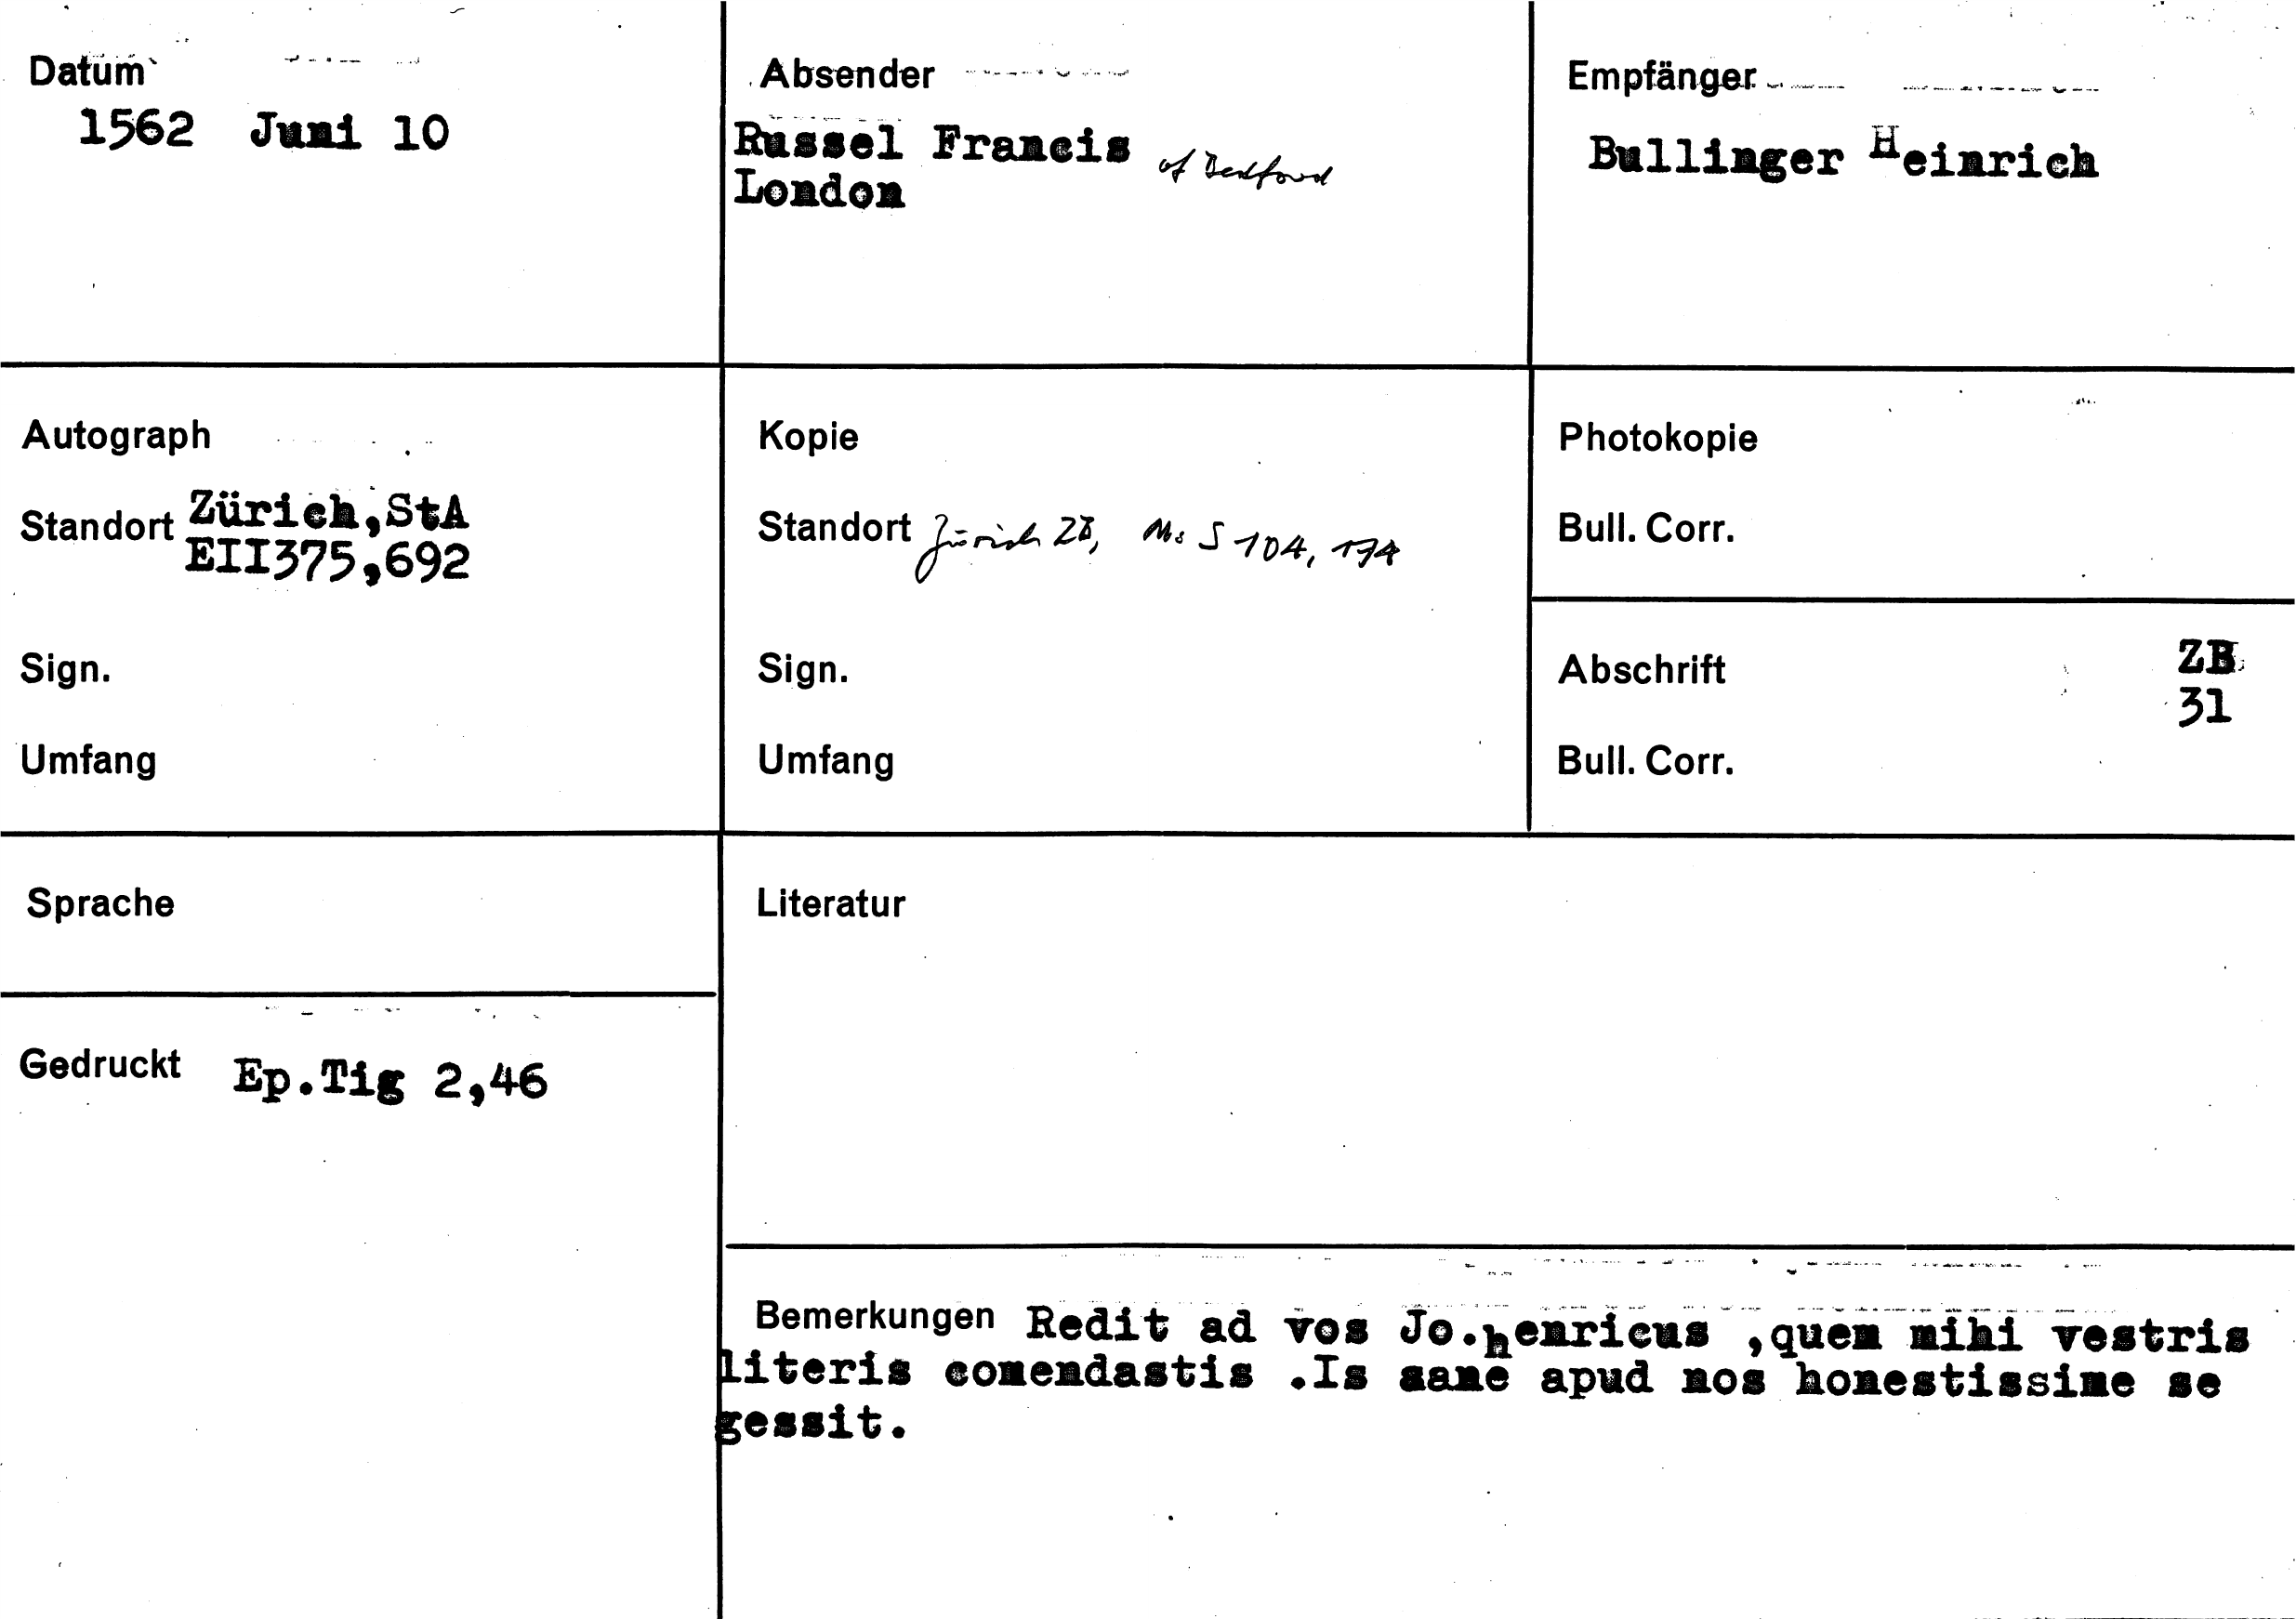 Datum
1562 Juni 10
Absender
Russel Francis of Bedford
London
Empfänger
Bullinger Heinrich
Autograph
Standort Zürich,StA
EII375,692
Sign.
Umfang
Kopie
Standort Zürich ZB, Ms S 104, 174
Sign.
Umfang
Photokopie
Bull. Corr.
Abschrift ZB
31
Bull. Corr.
Sprache
Gedruckt Ep.Tig 2,46
Literatur
Bemerkungen Redit ad vos Jo.henricus ,quem mihi vestris
literis comendastis .Is sane apud nos honestissime se
gessit.